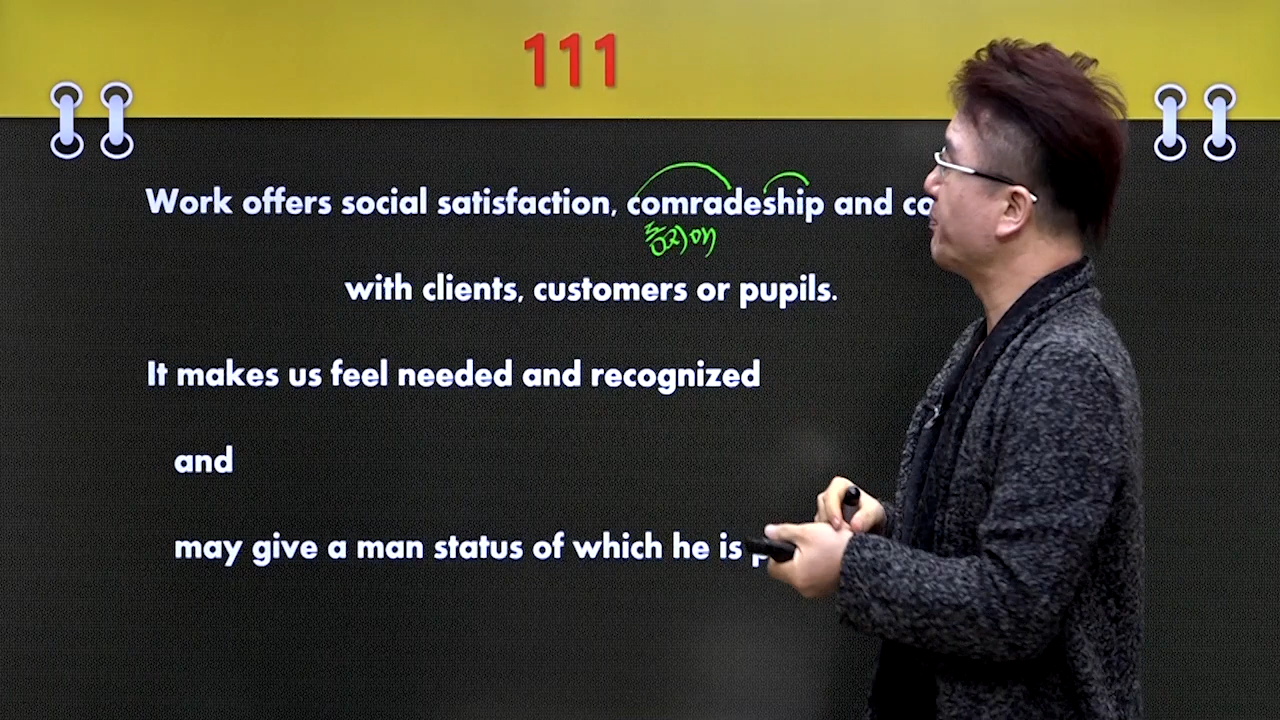 111
Work offers social satisfaction, comradeship and
동지애
with clients, customers or pupils.
It makes us feel needed and recognized
and
may give a man status of which he is